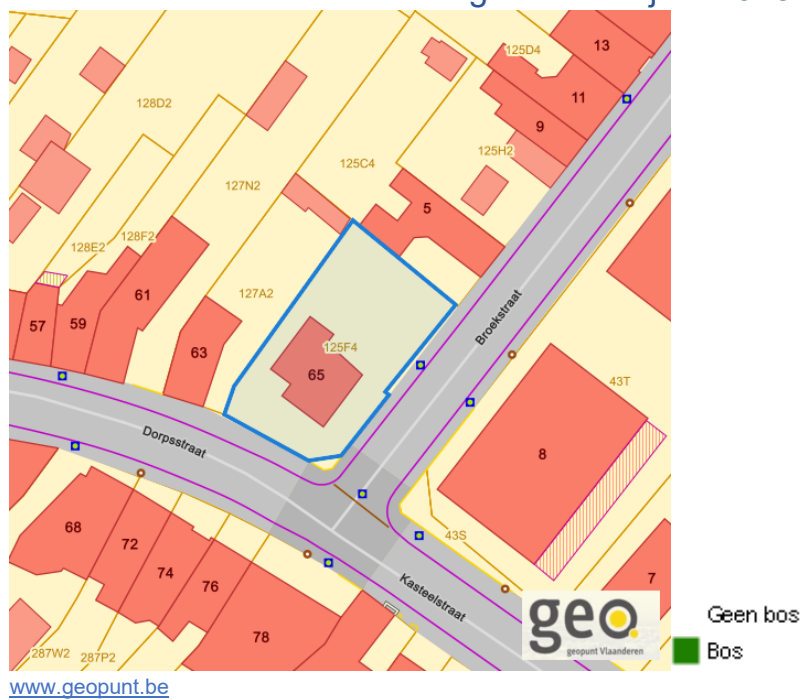 13
125D4
11
128D2
9
125C4
125H2
127N2
5
128F2
128E2
61
127A2
Broekstraat
57
59
63
125F4
65
43T
Dorpsstraat
8
68
43S
72
74
76
Kasteelstraat
7
78
geo.
geopunt Vlaanderen
Geen bos
Bos
287W2
287P2
www.geopunt.be